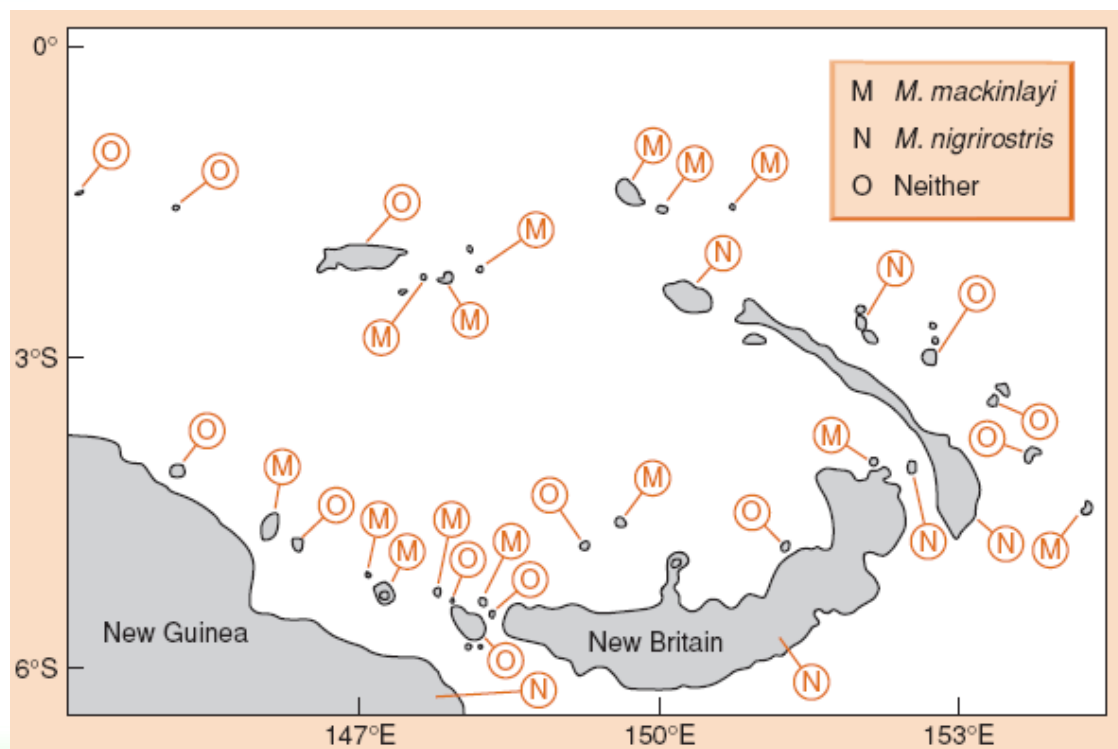 0°
M M. mackinlayi
N M. nigrirostris
O Neither
O
O
M
M
M
O
M
N
N
O
M
M
3°S
O
O
O
M
M
M
O
M
O
O
M
M
M
M
O
O
N
N
M
New Guinea
New Britain
O
6°S
N
N
147°E
150°E
153°E